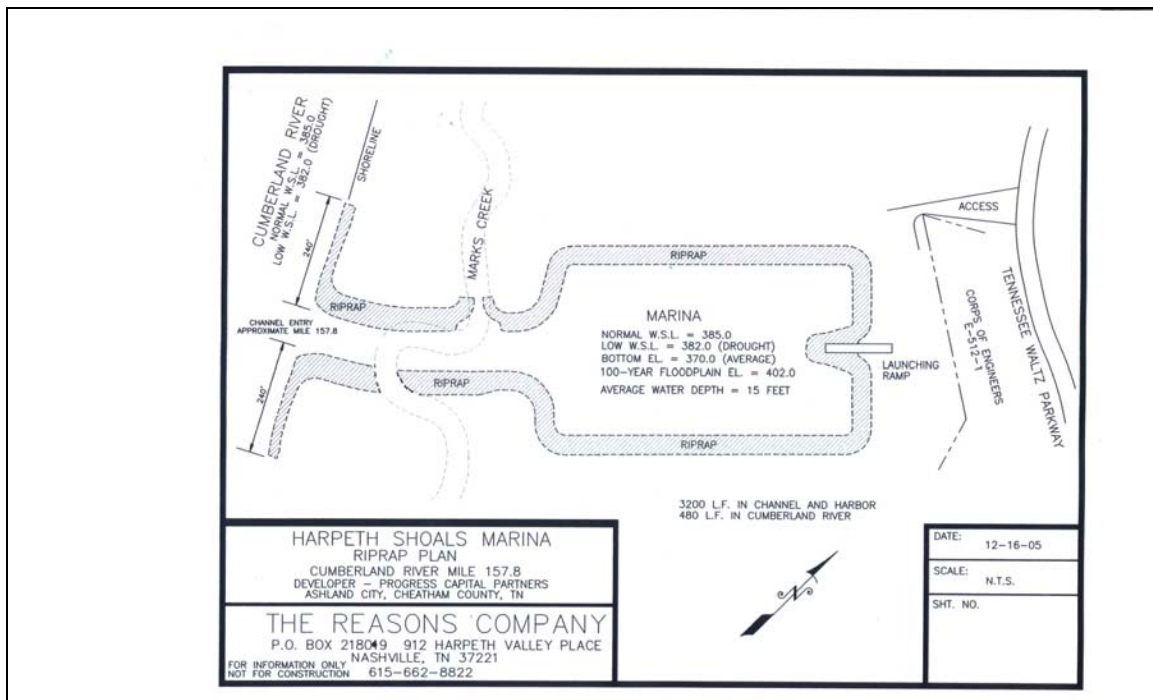 CUMBERLAND RIVER
NORMAL W.S.L. = 385.0
LOW W.S.L. = 382.0 (DROUGHT)
SHORELINE
240'
MARKS CREEK
RIPRAP
CHANNEL ENTRY
APPROXIMATE MILE 157.8
240'
RIPRAP
RIPRAP
MARINA
NORMAL W.S.L. = 385.0
LOW W.S.L. = 382.0 (DROUGHT)
BOTTOM EL. = 370.0 (AVERAGE)
100-YEAR FLOODPLAIN EL. = 402.0
AVERAGE WATER DEPTH = 15 FEET
RIPRAP
LAUNCHING
RAMP
ACCESS
CORPS OF ENGINEERS
E-512-1
TENNESSEE WALTZ PARKWAY
3200 L.F. IN CHANNEL AND HARBOR
480 L.F. IN CUMBERLAND RIVER
N
HARPETH SHOALS MARINA
RIPRAP PLAN
CUMBERLAND RIVER MILE 157.8
DEVELOPER - PROGRESS CAPITAL PARTNERS
ASHLAND CITY, CHEATHAM COUNTY, TN
THE REASONS COMPANY
P.O. BOX 218049 912 HARPETH VALLEY PLACE
NASHVILLE, TN 37221
615-662-8822
FOR INFORMATION ONLY
NOT FOR CONSTRUCTION
DATE:
12-16-05
SCALE:
N.T.S.
SHT. NO.